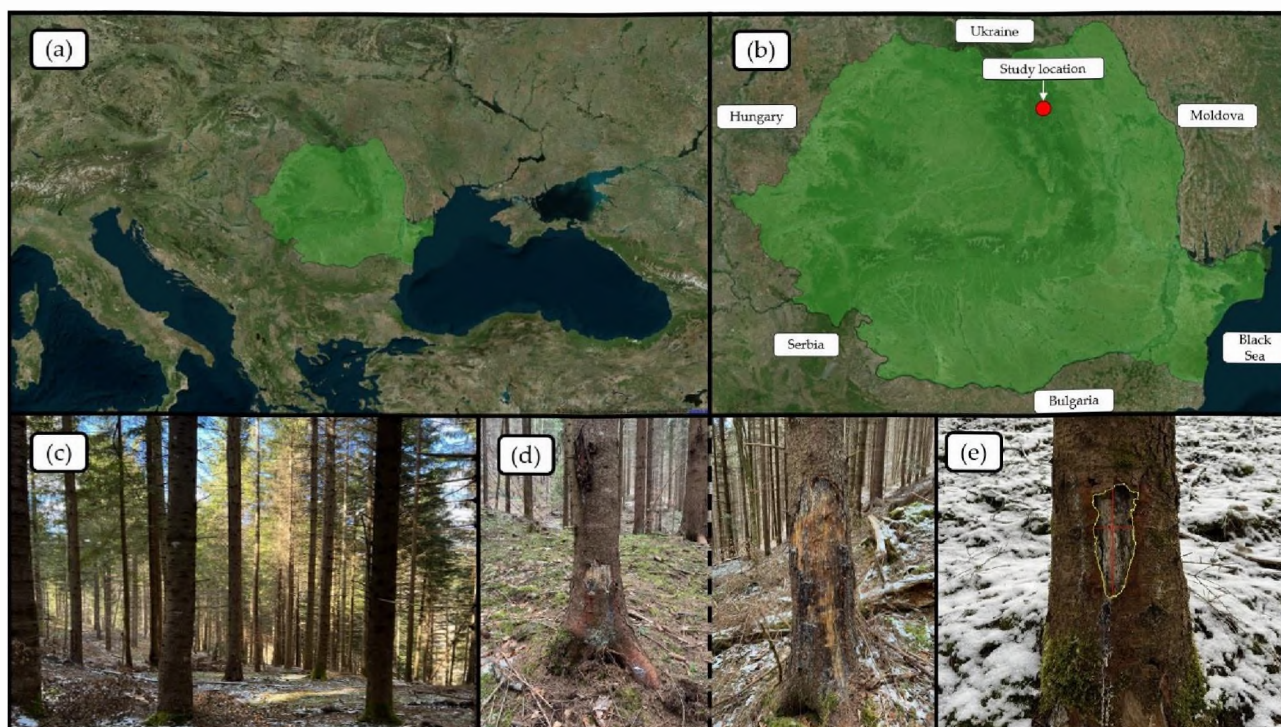 (a)
(b)
Ukraine
Study location
Hungary
Moldova
Serbia
Black
Sea
Bulgaria
(c)
(d)
(e)